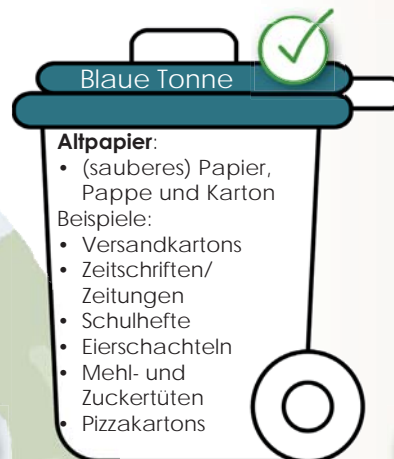 Blaue Tonne
Altpapier:
• (sauberes) Papier,
Pappe und Karton
Beispiele:
• Versandkartons
• Zeitschriften/
Zeitungen
• Schulhefte
• Eierschachteln
• Mehl- und
Zuckertüten
• Pizzakartons